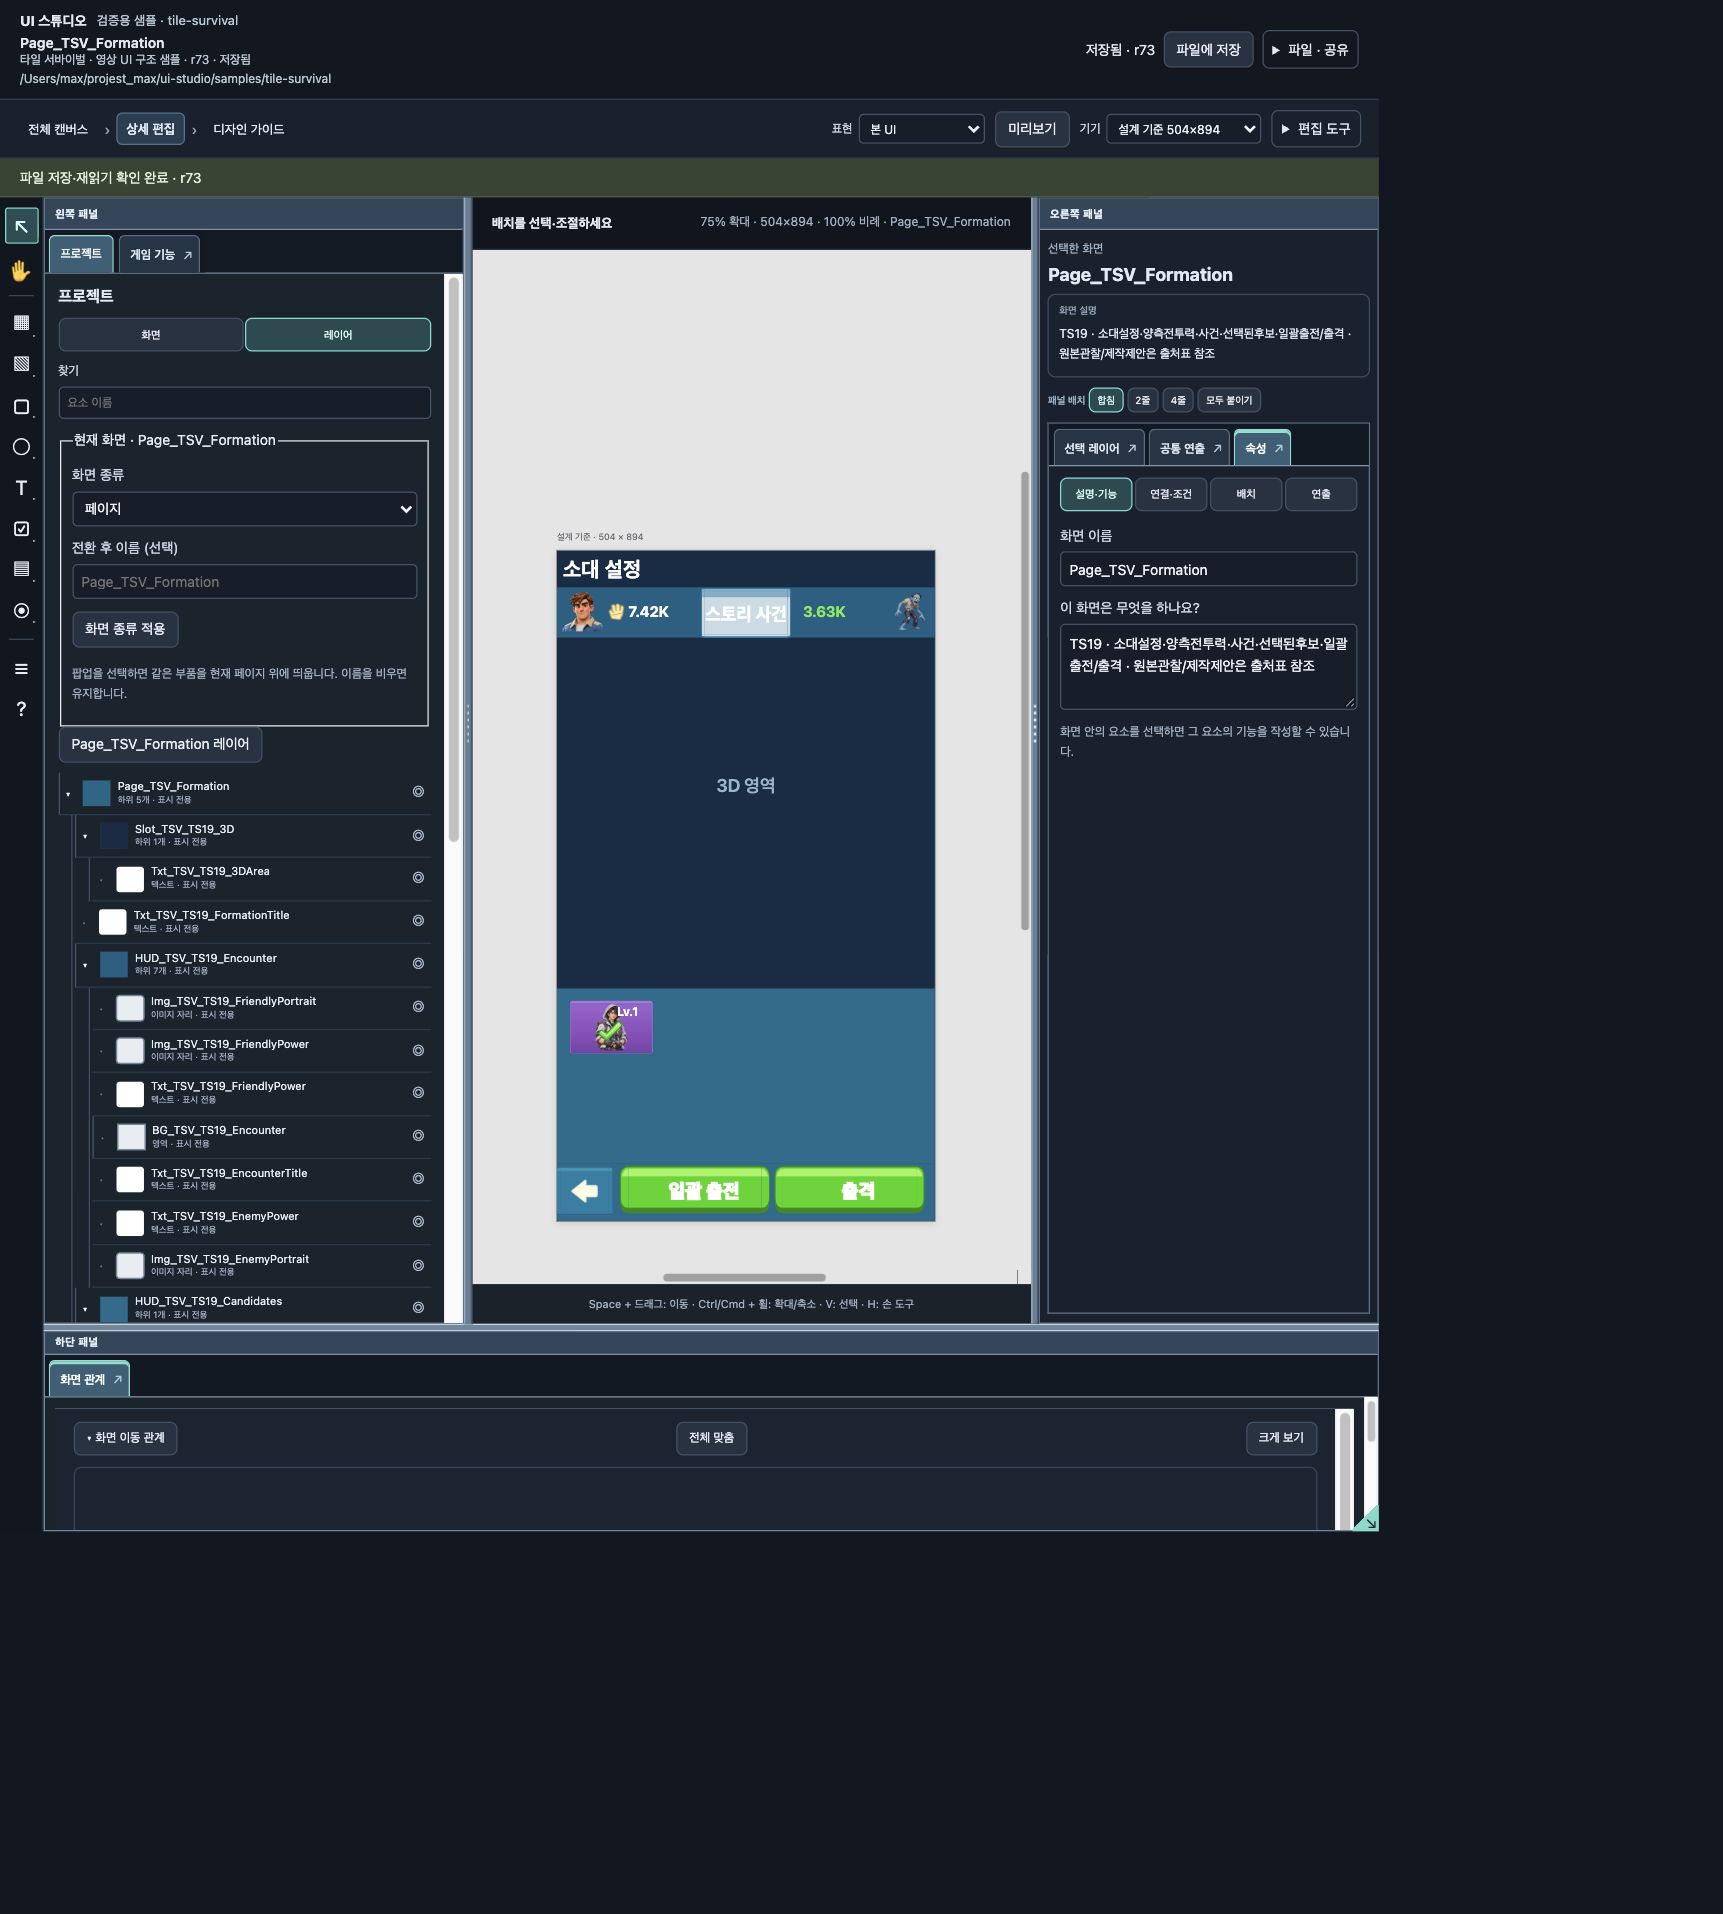 UI 스튜디오 검증용 샘플 · tile-survival
Page_TSV_Formation
타일 서바이벌 · 영상 UI 구조 샘플 · r73 · 저장됨
/Users/max/projest_max/ui-studio/samples/tile-survival
저장됨 · r73
파일에 저장
▶ 파일 · 공유
전체 캔버스 › 상세 편집 › 디자인 가이드
표현
본 UI
미리보기
기기
설계 기준 504×894
▶ 편집 도구
파일 저장·재읽기 확인 완료 · r73
왼쪽 패널
프로젝트
게임 기능 ↗
프로젝트
화면
레이어
찾기
요소 이름
현재 화면 · Page_TSV_Formation
화면 종류
페이지
전환 후 이름 (선택)
Page_TSV_Formation
화면 종류 적용
팝업을 선택하면 같은 부품을 현재 페이지 위에 띄웁니다. 이름을 비우면
유지합니다.
Page_TSV_Formation 레이어
Page_TSV_Formation
하위 5개 · 표시 전용
Slot_TSV_TS19_3D
하위 1개 · 표시 전용
Txt_TSV_TS19_3DArea
텍스트 · 표시 전용
Txt_TSV_TS19_FormationTitle
텍스트 · 표시 전용
HUD_TSV_TS19_Encounter
하위 7개 · 표시 전용
Img_TSV_TS19_FriendlyPortrait
이미지 자리 · 표시 전용
Img_TSV_TS19_FriendlyPower
이미지 자리 · 표시 전용
Txt_TSV_TS19_FriendlyPower
텍스트 · 표시 전용
BG_TSV_TS19_Encounter
영역 · 표시 전용
Txt_TSV_TS19_EncounterTitle
텍스트 · 표시 전용
Txt_TSV_TS19_EnemyPower
텍스트 · 표시 전용
Img_TSV_TS19_EnemyPortrait
이미지 자리 · 표시 전용
HUD_TSV_TS19_Candidates
하위 1개 · 표시 전용
배치를 선택·조절하세요
75% 확대 · 504×894 · 100% 비례 · Page_TSV_Formation
설계 기준 · 504 × 894
소대 설정
7.42K
스토리 사건
3.63K
3D 영역
Lv.1
일괄 출전
출격
Space + 드래그: 이동 · Ctrl/Cmd + 휠: 확대/축소 · V: 선택 · H: 손 도구
오른쪽 패널
선택한 화면
Page_TSV_Formation
화면 설명
TS19 · 소대설정·양측전투력·사건·선택된후보·일괄출전/출격 ·
원본관찰/제작제안은 출처표 참조
패널 배치
합침
2줄
4줄
모두 붙이기
선택 레이어 ↗
공통 연출 ↗
속성 ↗
설명·기능
연결·조건
배치
연출
화면 이름
Page_TSV_Formation
이 화면은 무엇을 하나요?
TS19 · 소대설정·양측전투력·사건·선택된후보·일괄
출전/출격 · 원본관찰/제작제안은 출처표 참조
화면 안의 요소를 선택하면 그 요소의 기능을 작성할 수 있습니
다.
하단 패널
화면 관계 ↗
▾ 화면 이동 관계
전체 맞춤
크게 보기